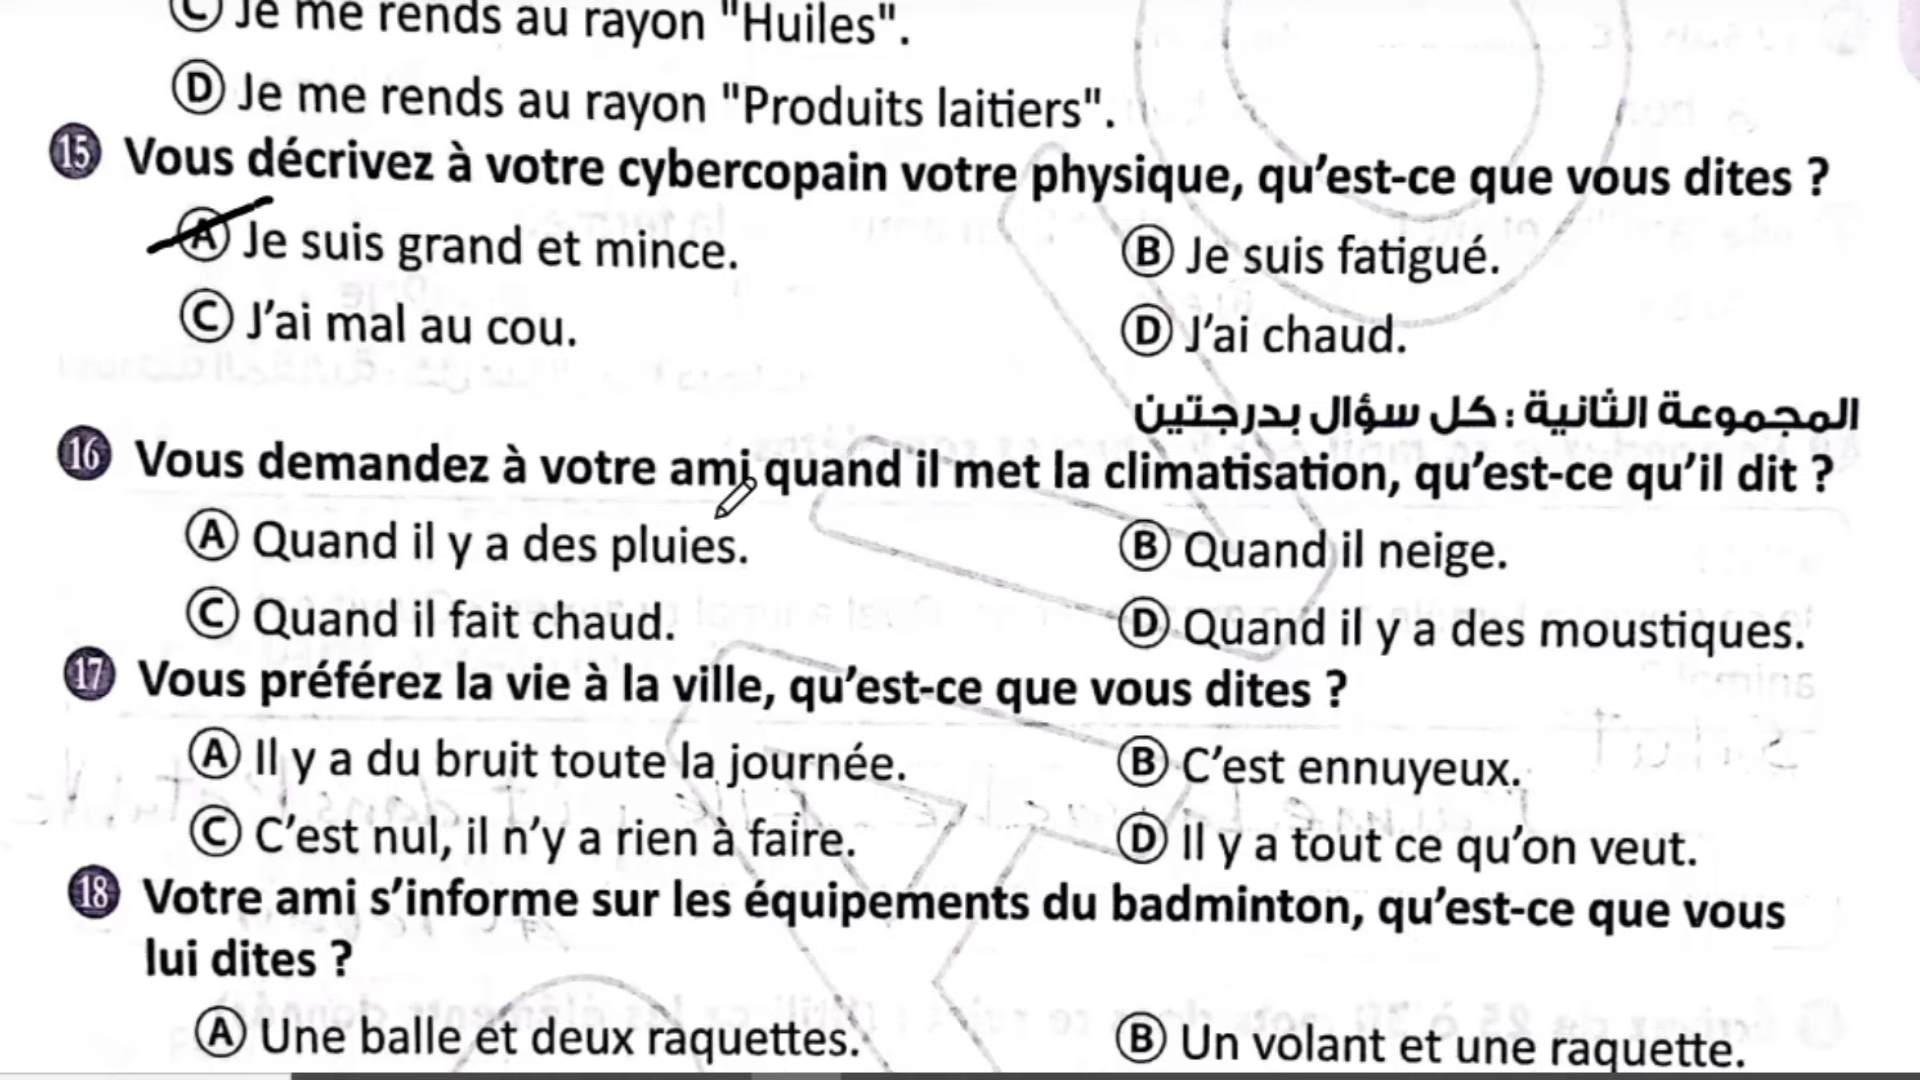 C Je me rends au rayon "Huiles".
D Je me rends au rayon "Produits laitiers".
15 Vous décrivez à votre cybercopain votre physique, qu'est-ce que vous dites ?
A Je suis grand et mince. B Je suis fatigué.
C J'ai mal au cou. D J'ai chaud.
المجموعة الثانية : كل سؤال بدرجتين
16 Vous demandez à votre ami quand il met la climatisation, qu'est-ce qu'il dit ?
A Quand il y a des pluies. B Quand il neige.
C Quand il fait chaud. D Quand il y a des moustiques.
17 Vous préférez la vie à la ville, qu'est-ce que vous dites ?
A Il y a du bruit toute la journée. B C'est ennuyeux.
C C'est nul, il n'y a rien à faire. D Il y a tout ce qu'on veut.
18 Votre ami s'informe sur les équipements du badminton, qu'est-ce que vous
lui dites ?
A Une balle et deux raquettes. B Un volant et une raquette.